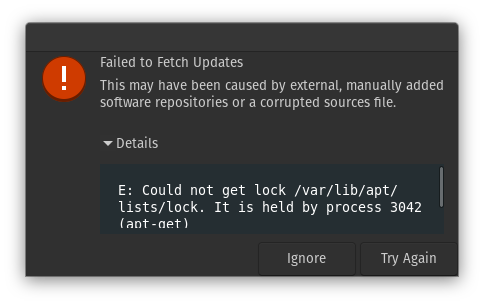 Failed to Fetch Updates
This may have been caused by external, manually added
software repositories or a corrupted sources file.
Details
E: Could not get lock /var/lib/apt/
lists/lock. It is held by process 3042
(apt-get)
Ignore
Try Again